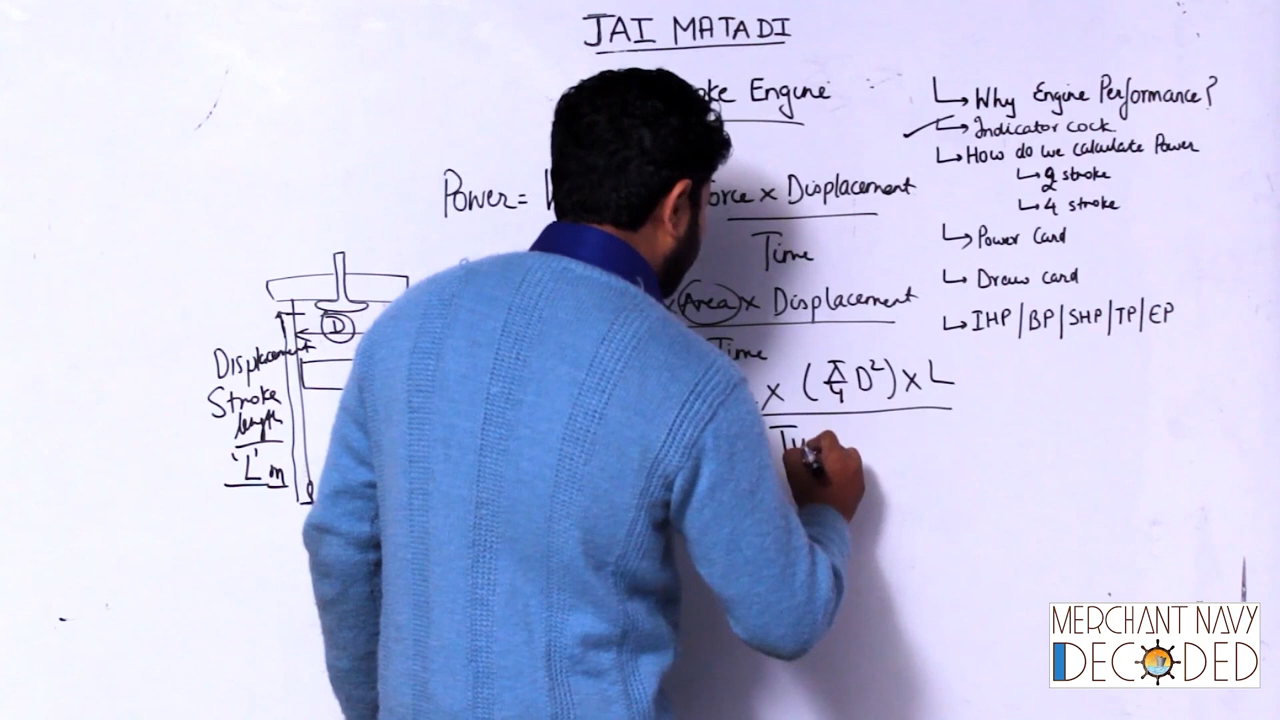 JAI MATADI
ke Engine
Power =
orce × Displacement
Time
× Area × Displacement
Time
× (π/4 D²) × L
D
Displacement
Stroke
length
'L' m
↳ Why Engine Performance?
↳ Indicator cock
↳ How do we calculate Power
↳ 2 stroke
↳ 4 stroke
↳ Power card
↳ Draw card
↳ IHP | BP | SHP | TP | EP
MERCHANT NAVY
DECODED